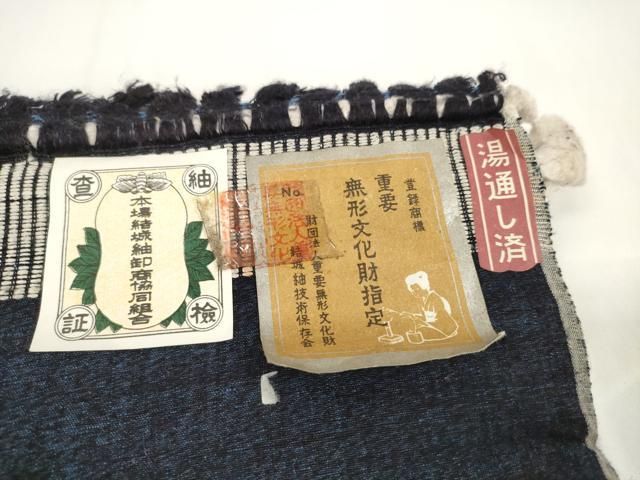 湯通し済
登録商標
重要
無形文化財指定
No.
財団法人重要無形文化財
結城紬技術保存会
紬
查
検
証
本場結城紬卸商協同組合